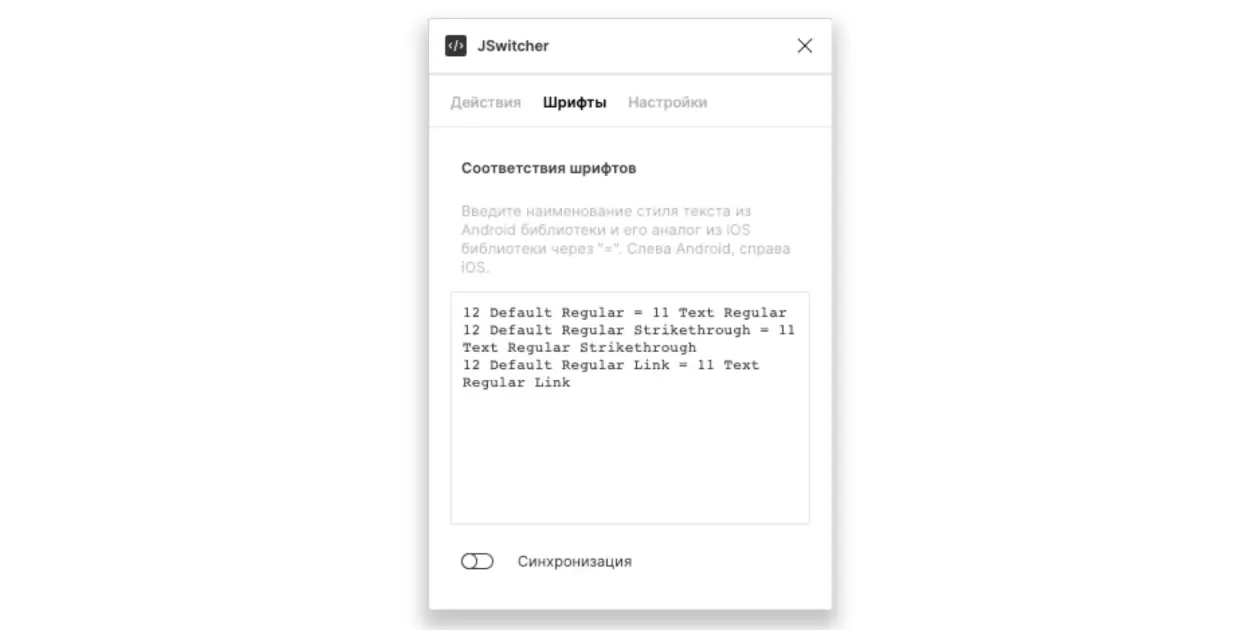 </> JSwitcher
Действия Шрифты Настройки
Соответствия шрифтов
Введите наименование стиля текста из
Android библиотеки и его аналог из iOS
библиотеки через "=". Слева Android, справа
iOS.
12 Default Regular = 11 Text Regular
12 Default Regular Strikethrough = 11
Text Regular Strikethrough
12 Default Regular Link = 11 Text
Regular Link
Синхронизация